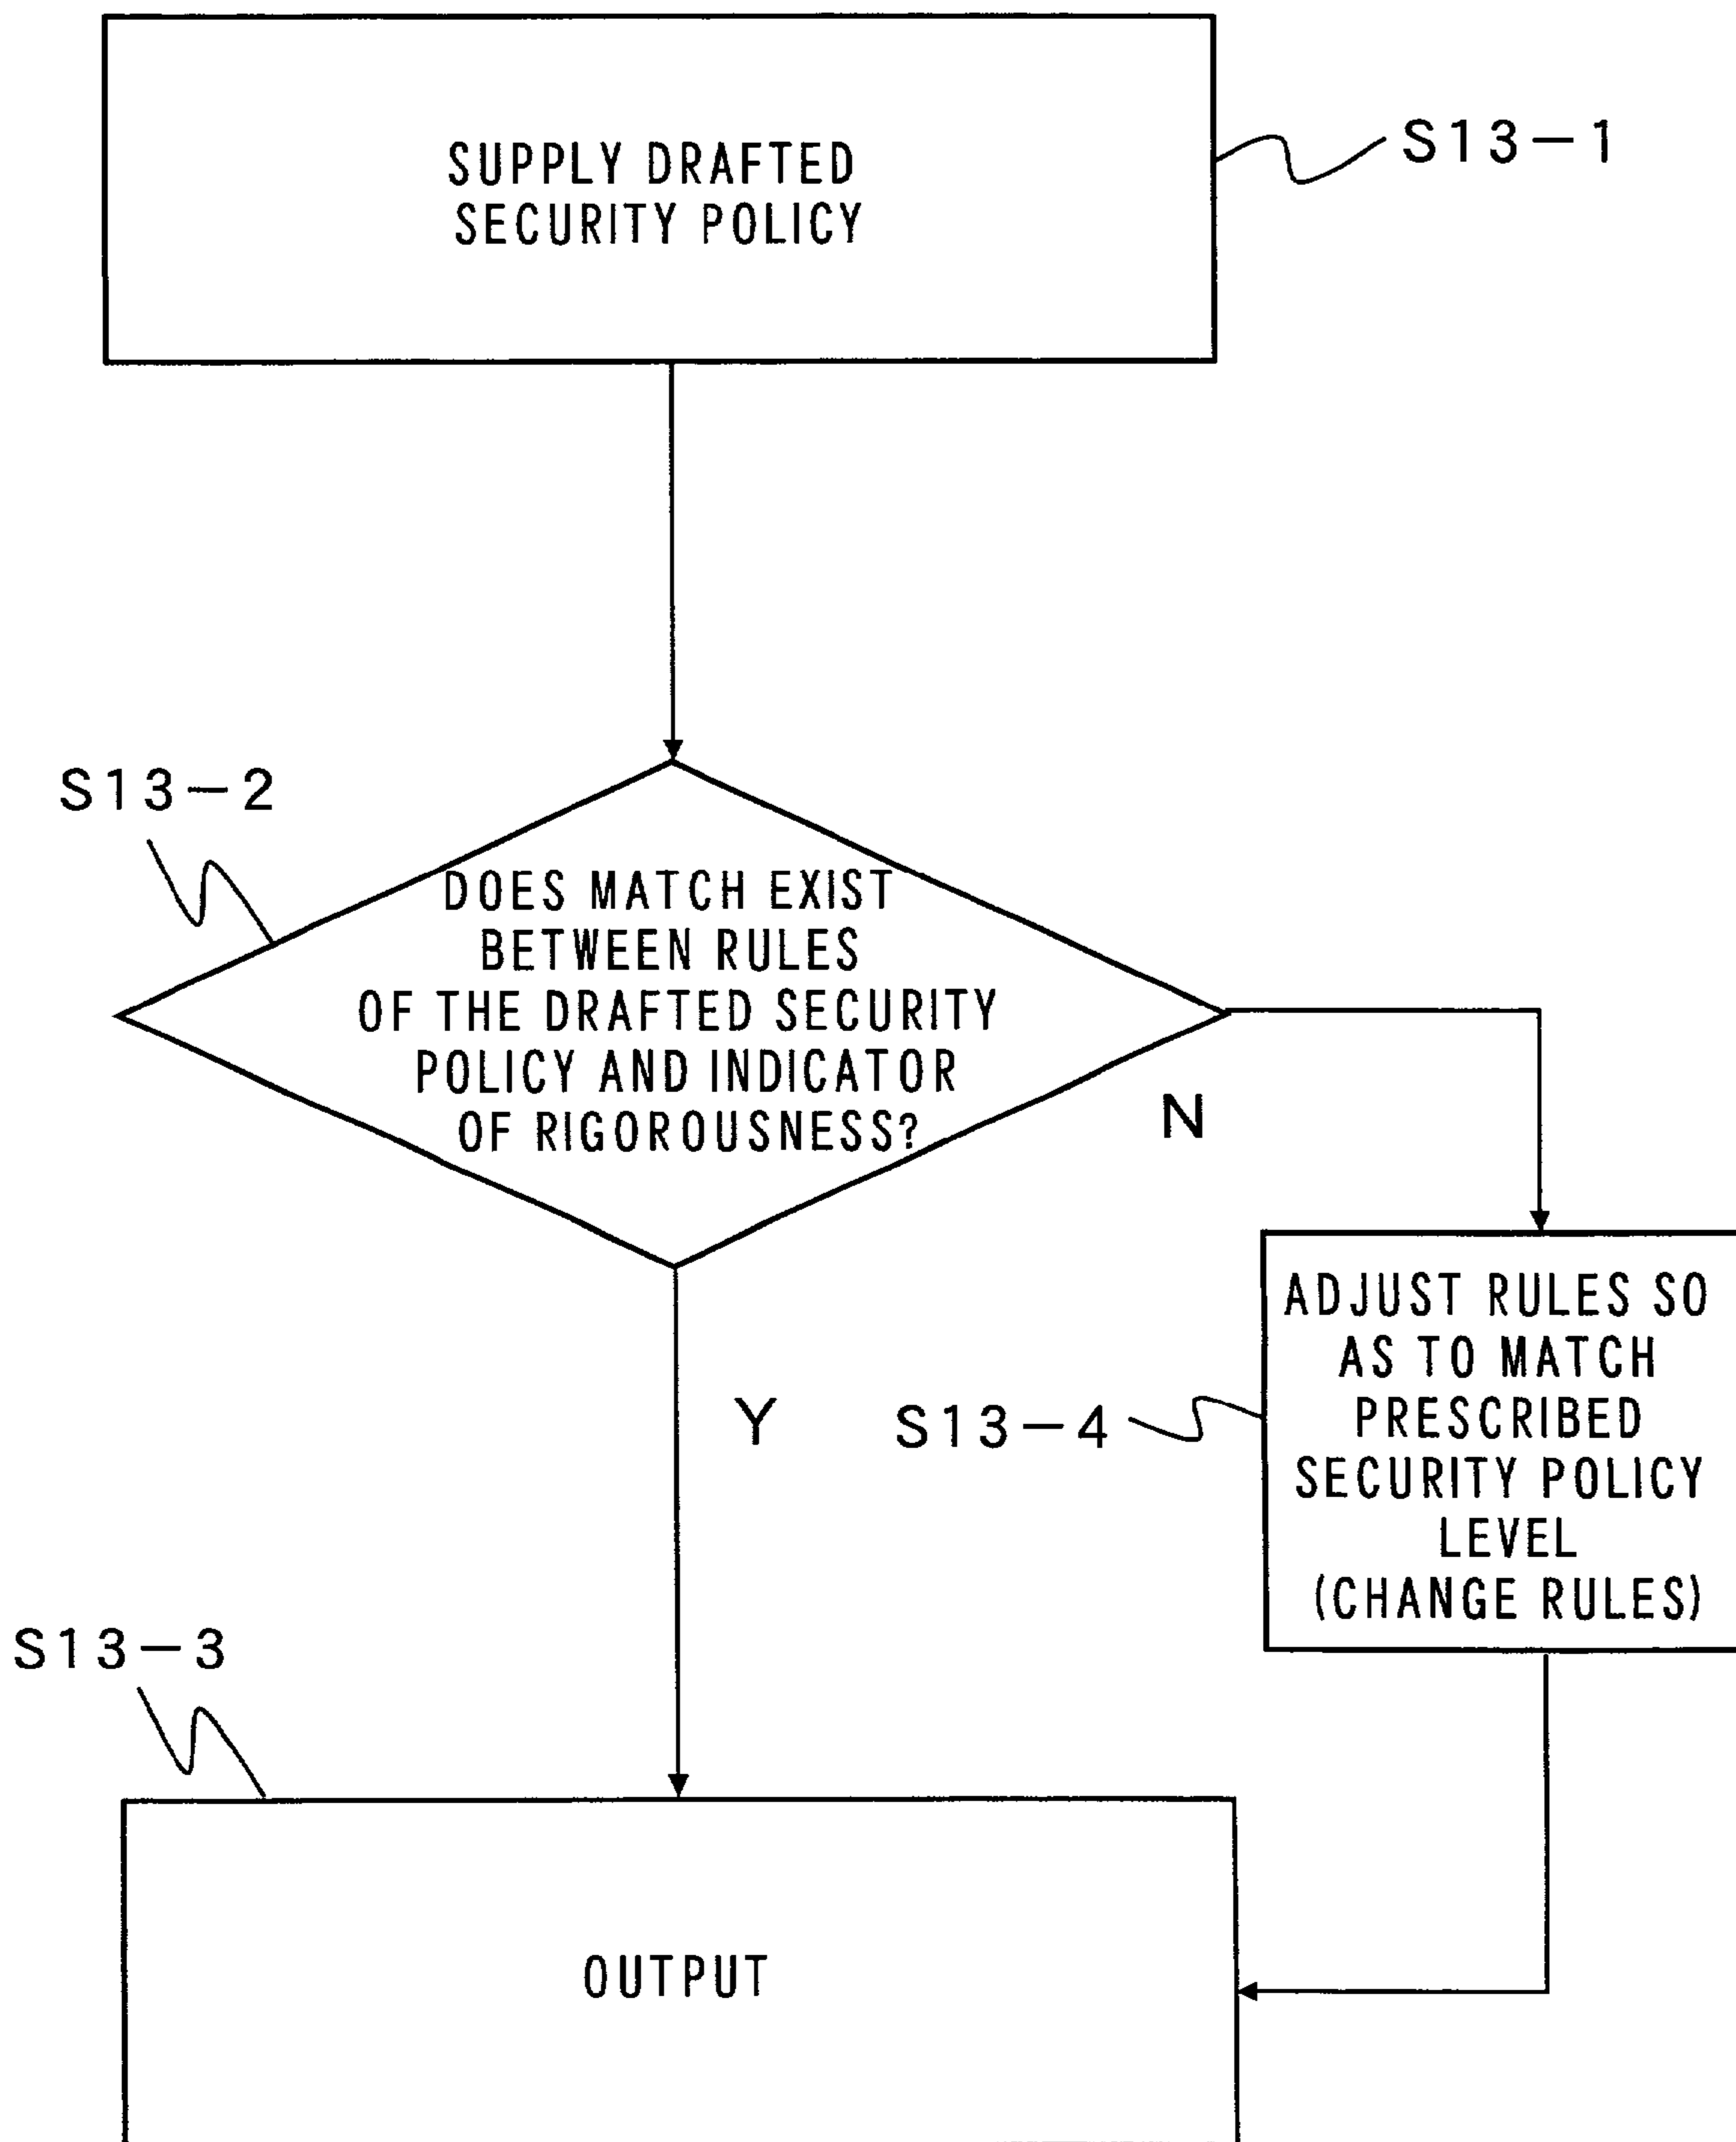 SUPPLY DRAFTED
SECURITY POLICY
S13-1
S13-2
DOES MATCH EXIST
BETWEEN RULES
OF THE DRAFTED SECURITY
POLICY AND INDICATOR
OF RIGOROUSNESS?
N
Y
ADJUST RULES SO
AS TO MATCH
PRESCRIBED
SECURITY POLICY
LEVEL
(CHANGE RULES)
S13-4
S13-3
OUTPUT